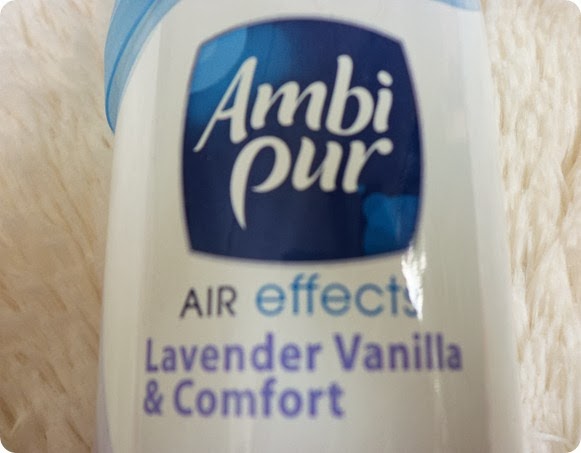 Ambi
pur
AIR effects
Lavender Vanilla
& Comfort